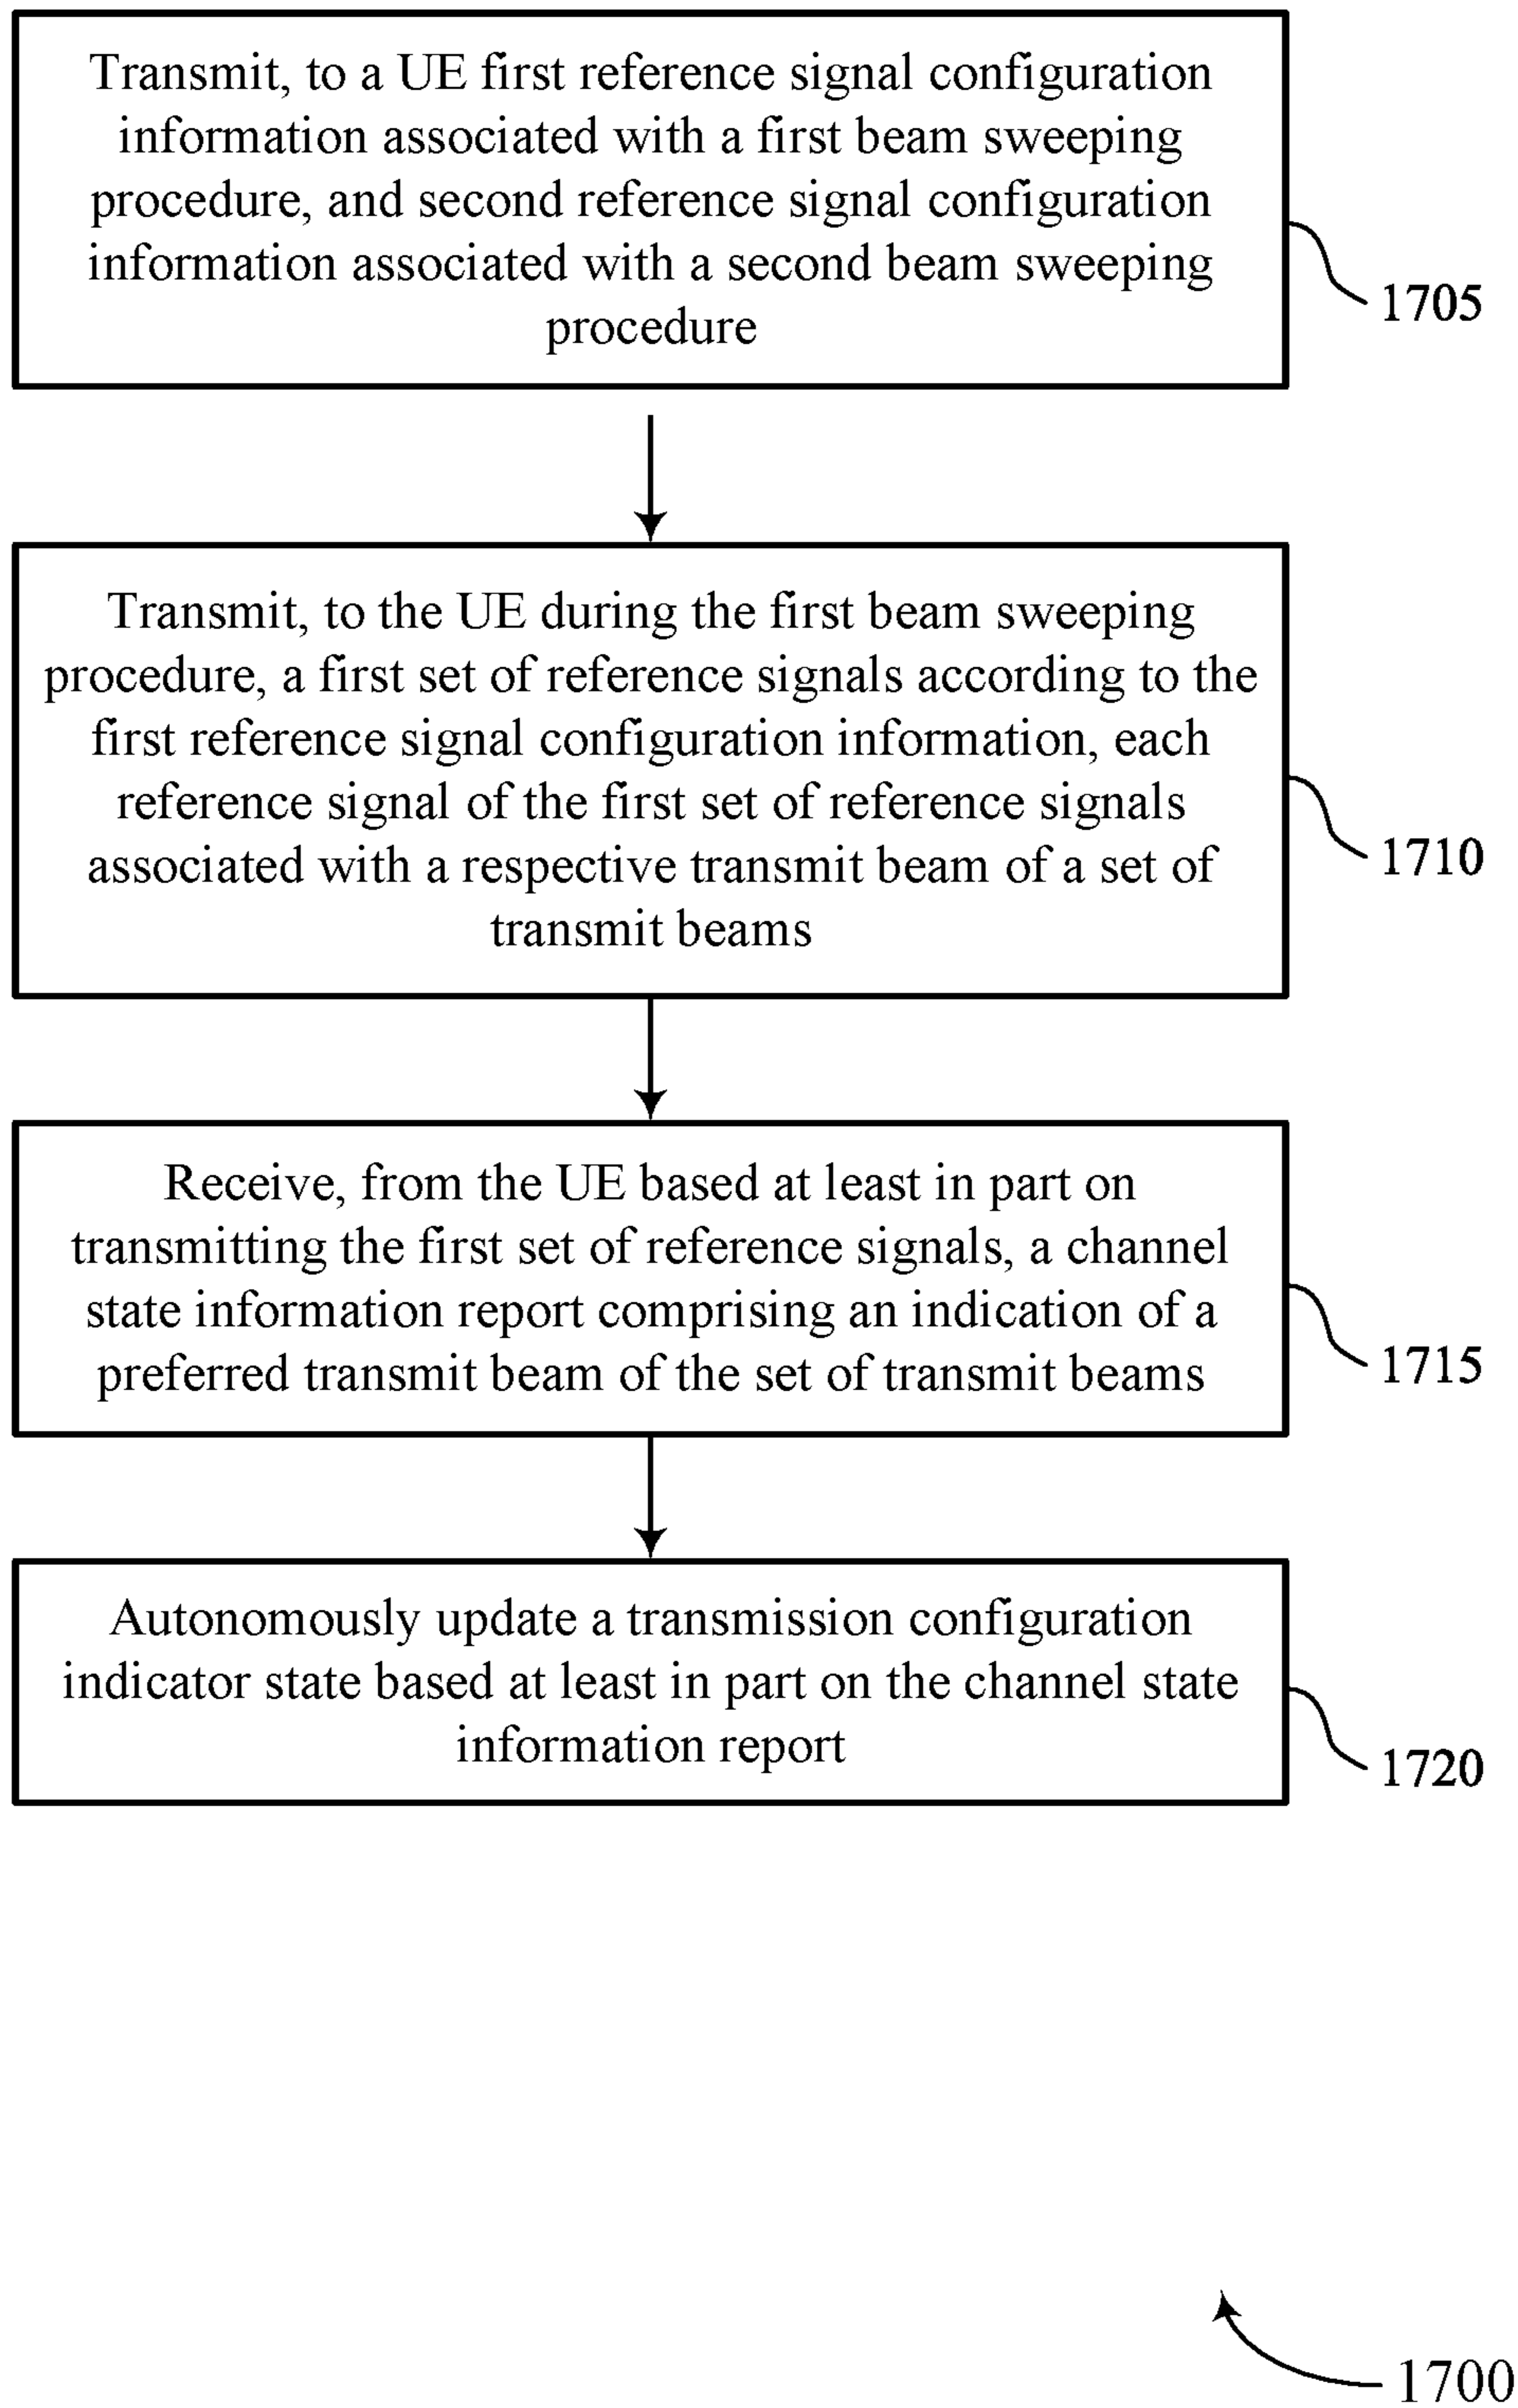 Transmit, to a UE first reference signal configuration
information associated with a first beam sweeping
procedure, and second reference signal configuration
information associated with a second beam sweeping
procedure
1705
Transmit, to the UE during the first beam sweeping
procedure, a first set of reference signals according to the
first reference signal configuration information, each
reference signal of the first set of reference signals
associated with a respective transmit beam of a set of
transmit beams
1710
Receive, from the UE based at least in part on
transmitting the first set of reference signals, a channel
state information report comprising an indication of a
preferred transmit beam of the set of transmit beams
1715
Autonomously update a transmission configuration
indicator state based at least in part on the channel state
information report
1720
1700